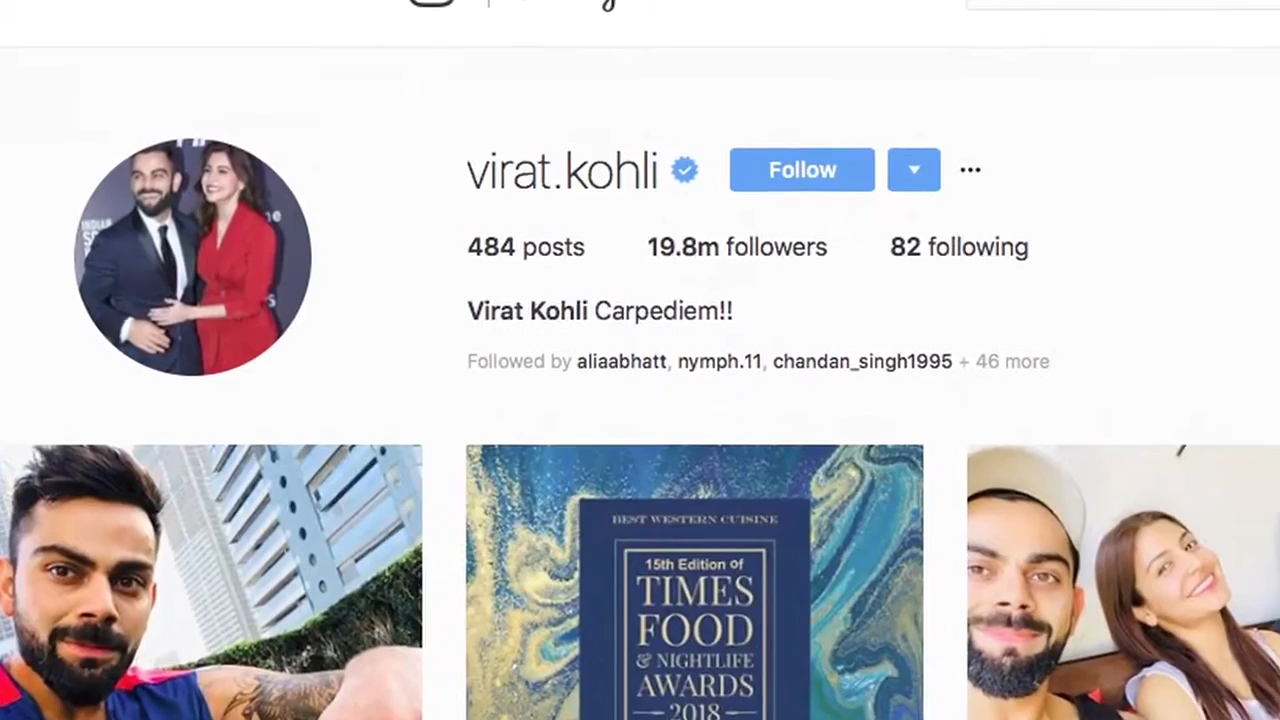 virat.kohli
Follow
484 posts 19.8m followers 82 following
Virat Kohli Carpediem!!
Followed by aliaabhatt, nymph.11, chandan_singh1995 + 46 more
BEST WESTERN CUISINE
15th Edition of
TIMES
FOOD
& NIGHTLIFE
AWARDS
2018